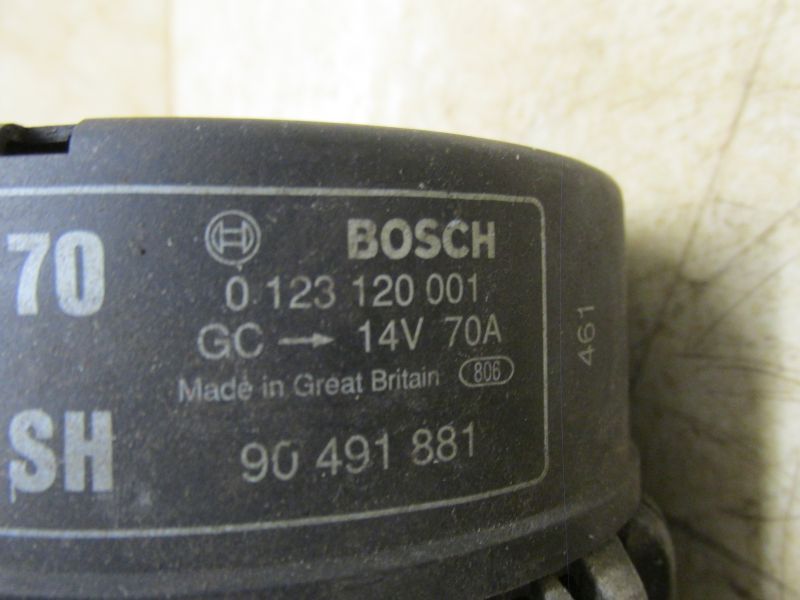 70
BOSCH
0 123 120 001
GC → 14V 70A
Made in Great Britain 806
SH
90 491 881
461